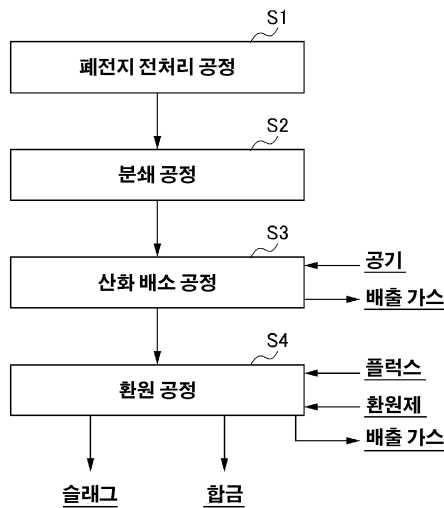 S1
폐전지 전처리 공정
S2
분쇄 공정
S3
산화 배소 공정
공기
배출 가스
S4
환원 공정
플럭스
환원제
배출 가스
슬래그
합금